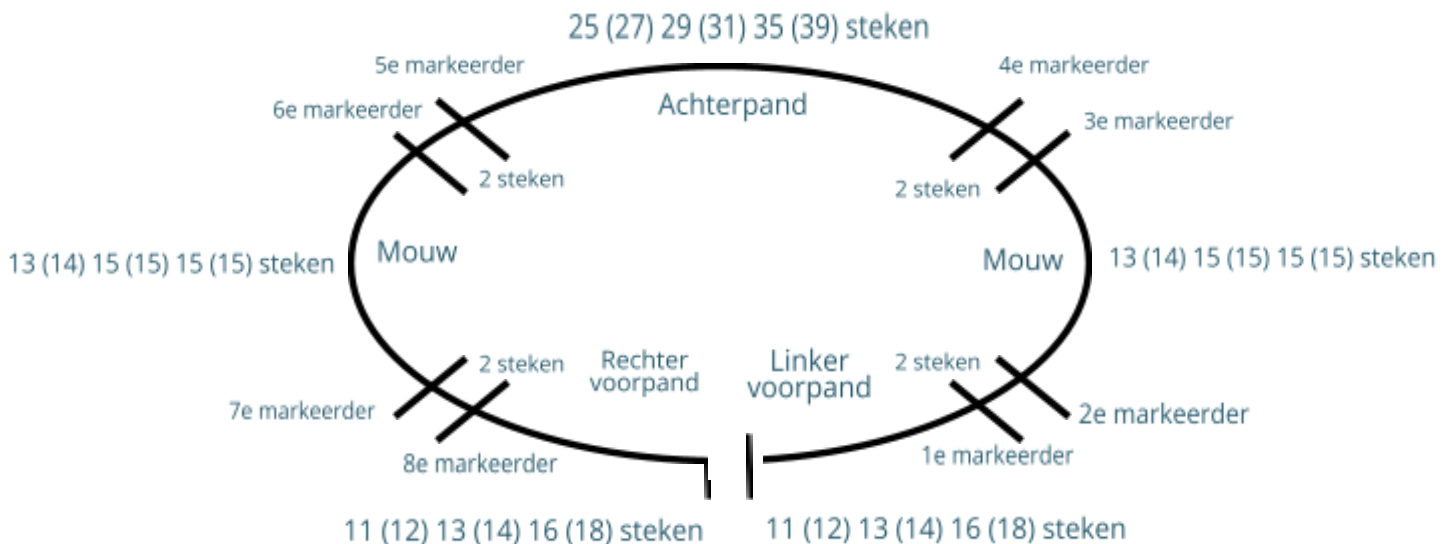 25 (27) 29 (31) 35 (39) steken
5e markeerder
4e markeerder
Achterpand
6e markeerder
3e markeerder
2 steken
2 steken
13 (14) 15 (15) 15 (15) steken
Mouw
Mouw
13 (14) 15 (15) 15 (15) steken
2 steken
Rechter
voorpand
Linker
voorpand
2 steken
7e markeerder
2e markeerder
8e markeerder
1e markeerder
11 (12) 13 (14) 16 (18) steken
11 (12) 13 (14) 16 (18) steken